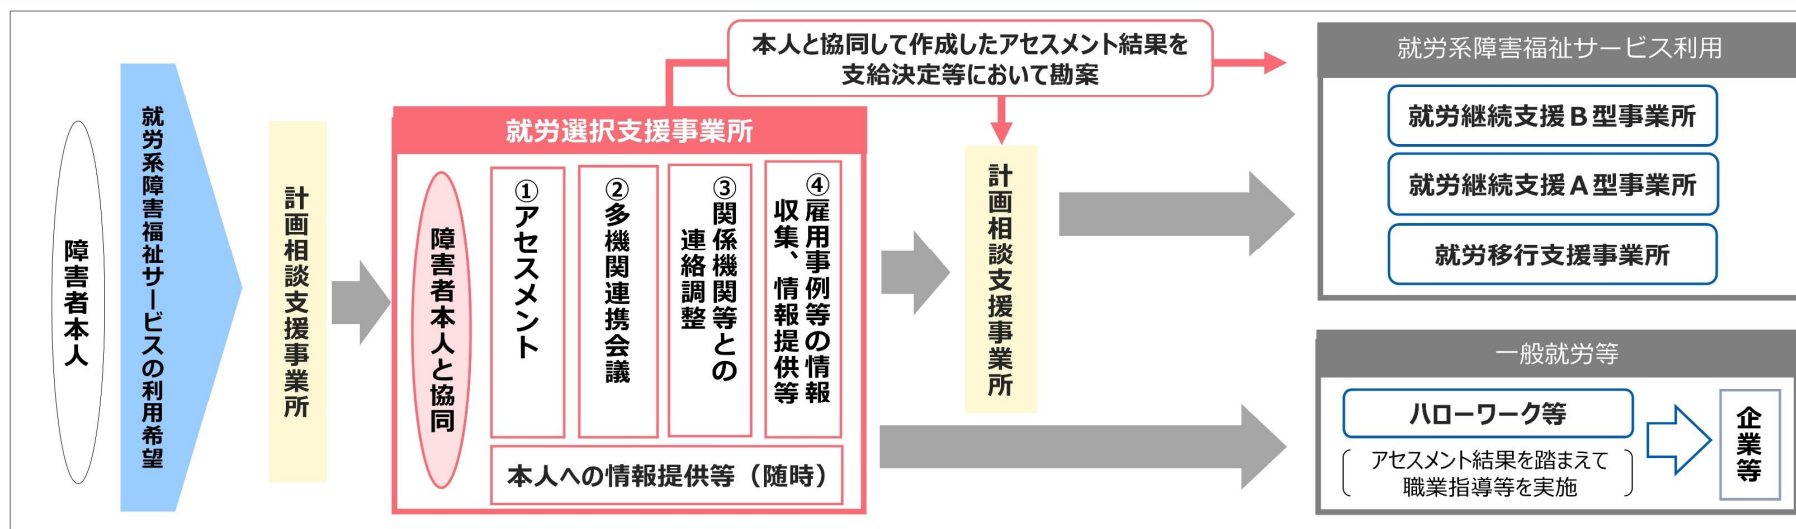 障害者本人
就労系障害福祉サービスの利用希望
計画相談支援事業所
就労選択支援事業所
障害者本人と協同
①アセスメント
②多機関連携会議
③関係機関等との
連絡調整
④雇用事例等の情報
収集、情報提供等
本人への情報提供等（随時）
本人と協同して作成したアセスメント結果を
支給決定等において勘案
計画相談支援事業所
就労系障害福祉サービス利用
就労継続支援Ｂ型事業所
就労継続支援Ａ型事業所
就労移行支援事業所
一般就労等
ハローワーク等
アセスメント結果を踏まえて
職業指導等を実施
企業等